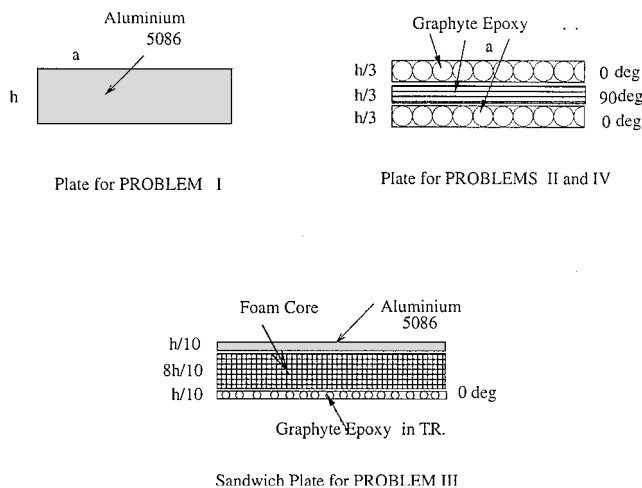 Aluminium
5086
a
h
Plate for PROBLEM I
Graphyte Epoxy
a
h/3
0 deg
h/3
90deg
h/3
0 deg
Plate for PROBLEMS II and IV
Foam Core
Aluminium
5086
h/10
8h/10
h/10
0 deg
Graphyte Epoxy in T.R.
Sandwich Plate for PROBLEM III